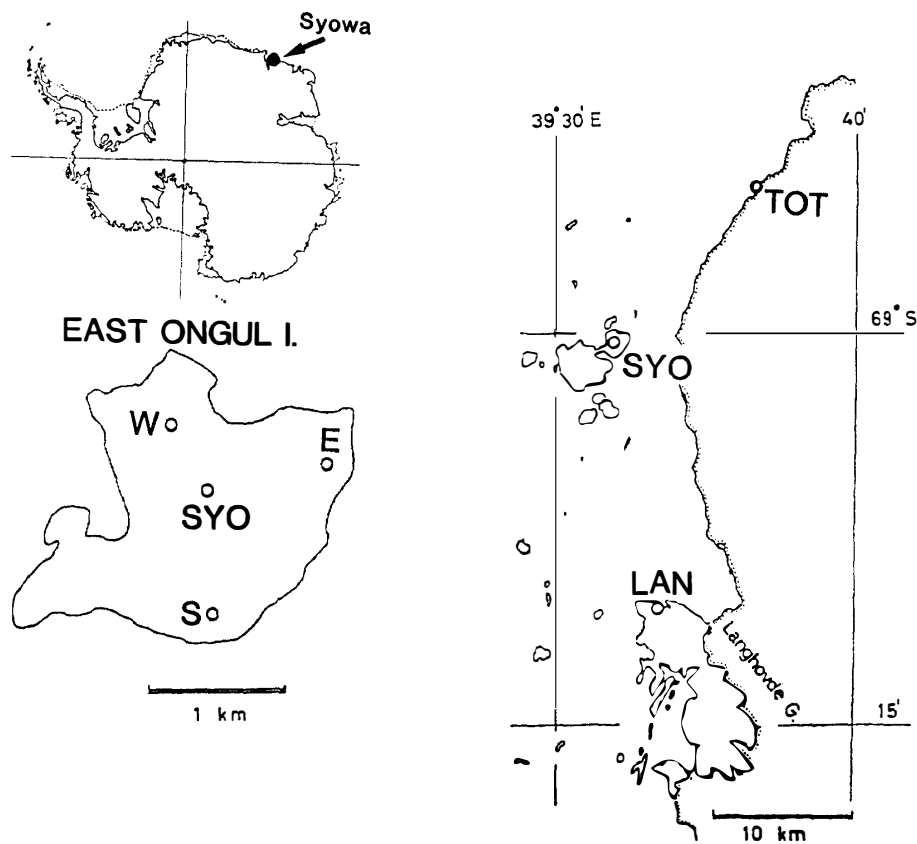 Syowa
EAST ONGUL I.
W
E
SYO
S
1 km
39° 30' E
40'
TOT
69° S
SYO
LAN
Langhovde G.
15'
10 km